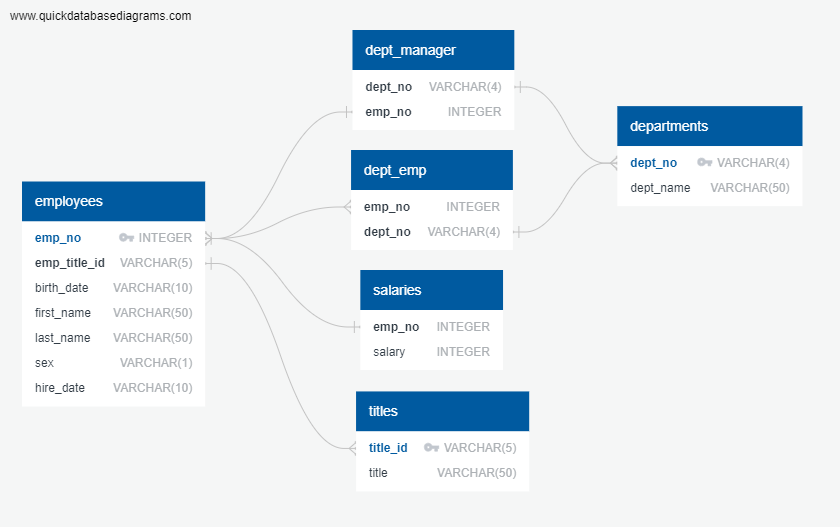 www.quickdatabasediagrams.com
dept_manager
dept_no VARCHAR(4)
emp_no INTEGER
departments
dept_no VARCHAR(4)
dept_name VARCHAR(50)
dept_emp
emp_no INTEGER
dept_no VARCHAR(4)
employees
emp_no INTEGER
emp_title_id VARCHAR(5)
birth_date VARCHAR(10)
first_name VARCHAR(50)
last_name VARCHAR(50)
sex VARCHAR(1)
hire_date VARCHAR(10)
salaries
emp_no INTEGER
salary INTEGER
titles
title_id VARCHAR(5)
title VARCHAR(50)